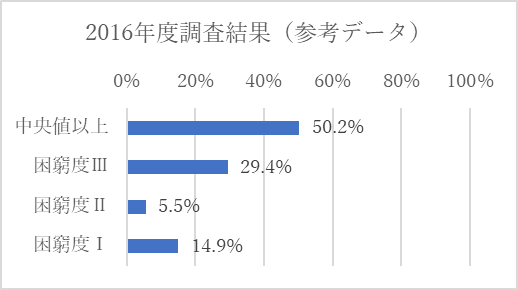 2016年度調査結果（参考データ）
0% 20% 40% 60% 80% 100%
中央値以上 50.2%
困窮度Ⅲ 29.4%
困窮度Ⅱ 5.5%
困窮度Ⅰ 14.9%